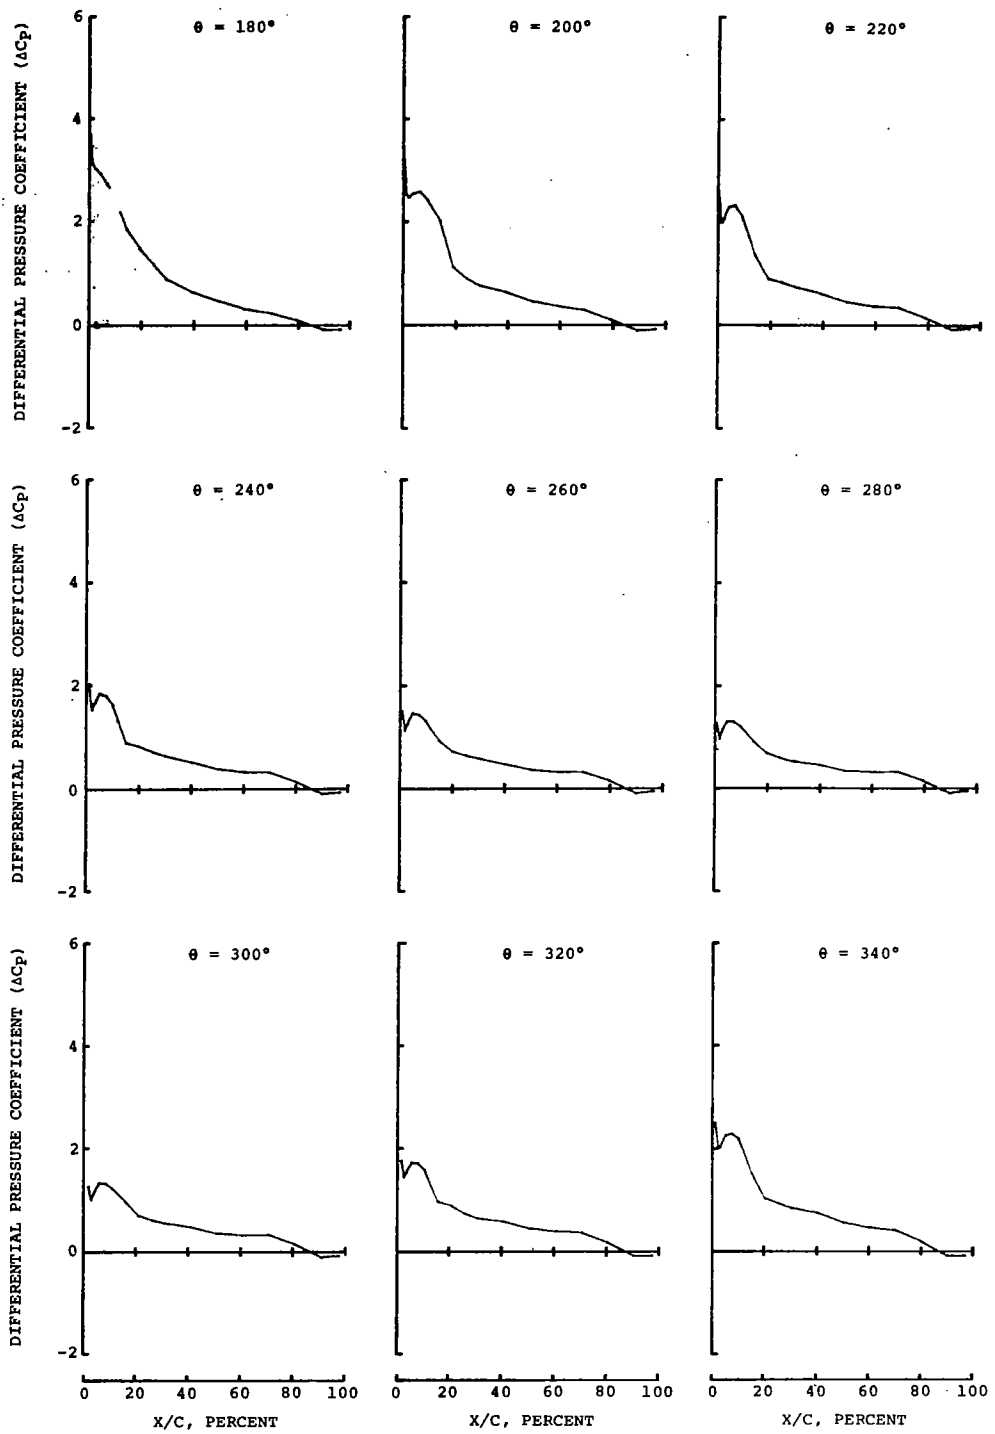 DIFFERENTIAL PRESSURE COEFFICIENT (ΔCp)
6
4
2
0
-2
θ = 180°
θ = 200°
θ = 220°
DIFFERENTIAL PRESSURE COEFFICIENT (ΔCp)
6
4
2
0
-2
θ = 240°
θ = 260°
θ = 280°
DIFFERENTIAL PRESSURE COEFFICIENT (ΔCp)
6
4
2
0
-2
θ = 300°
θ = 320°
θ = 340°
0 20 40 60 80 100
X/C, PERCENT
0 20 40 60 80 100
X/C, PERCENT
0 20 40 60 80 100
X/C, PERCENT